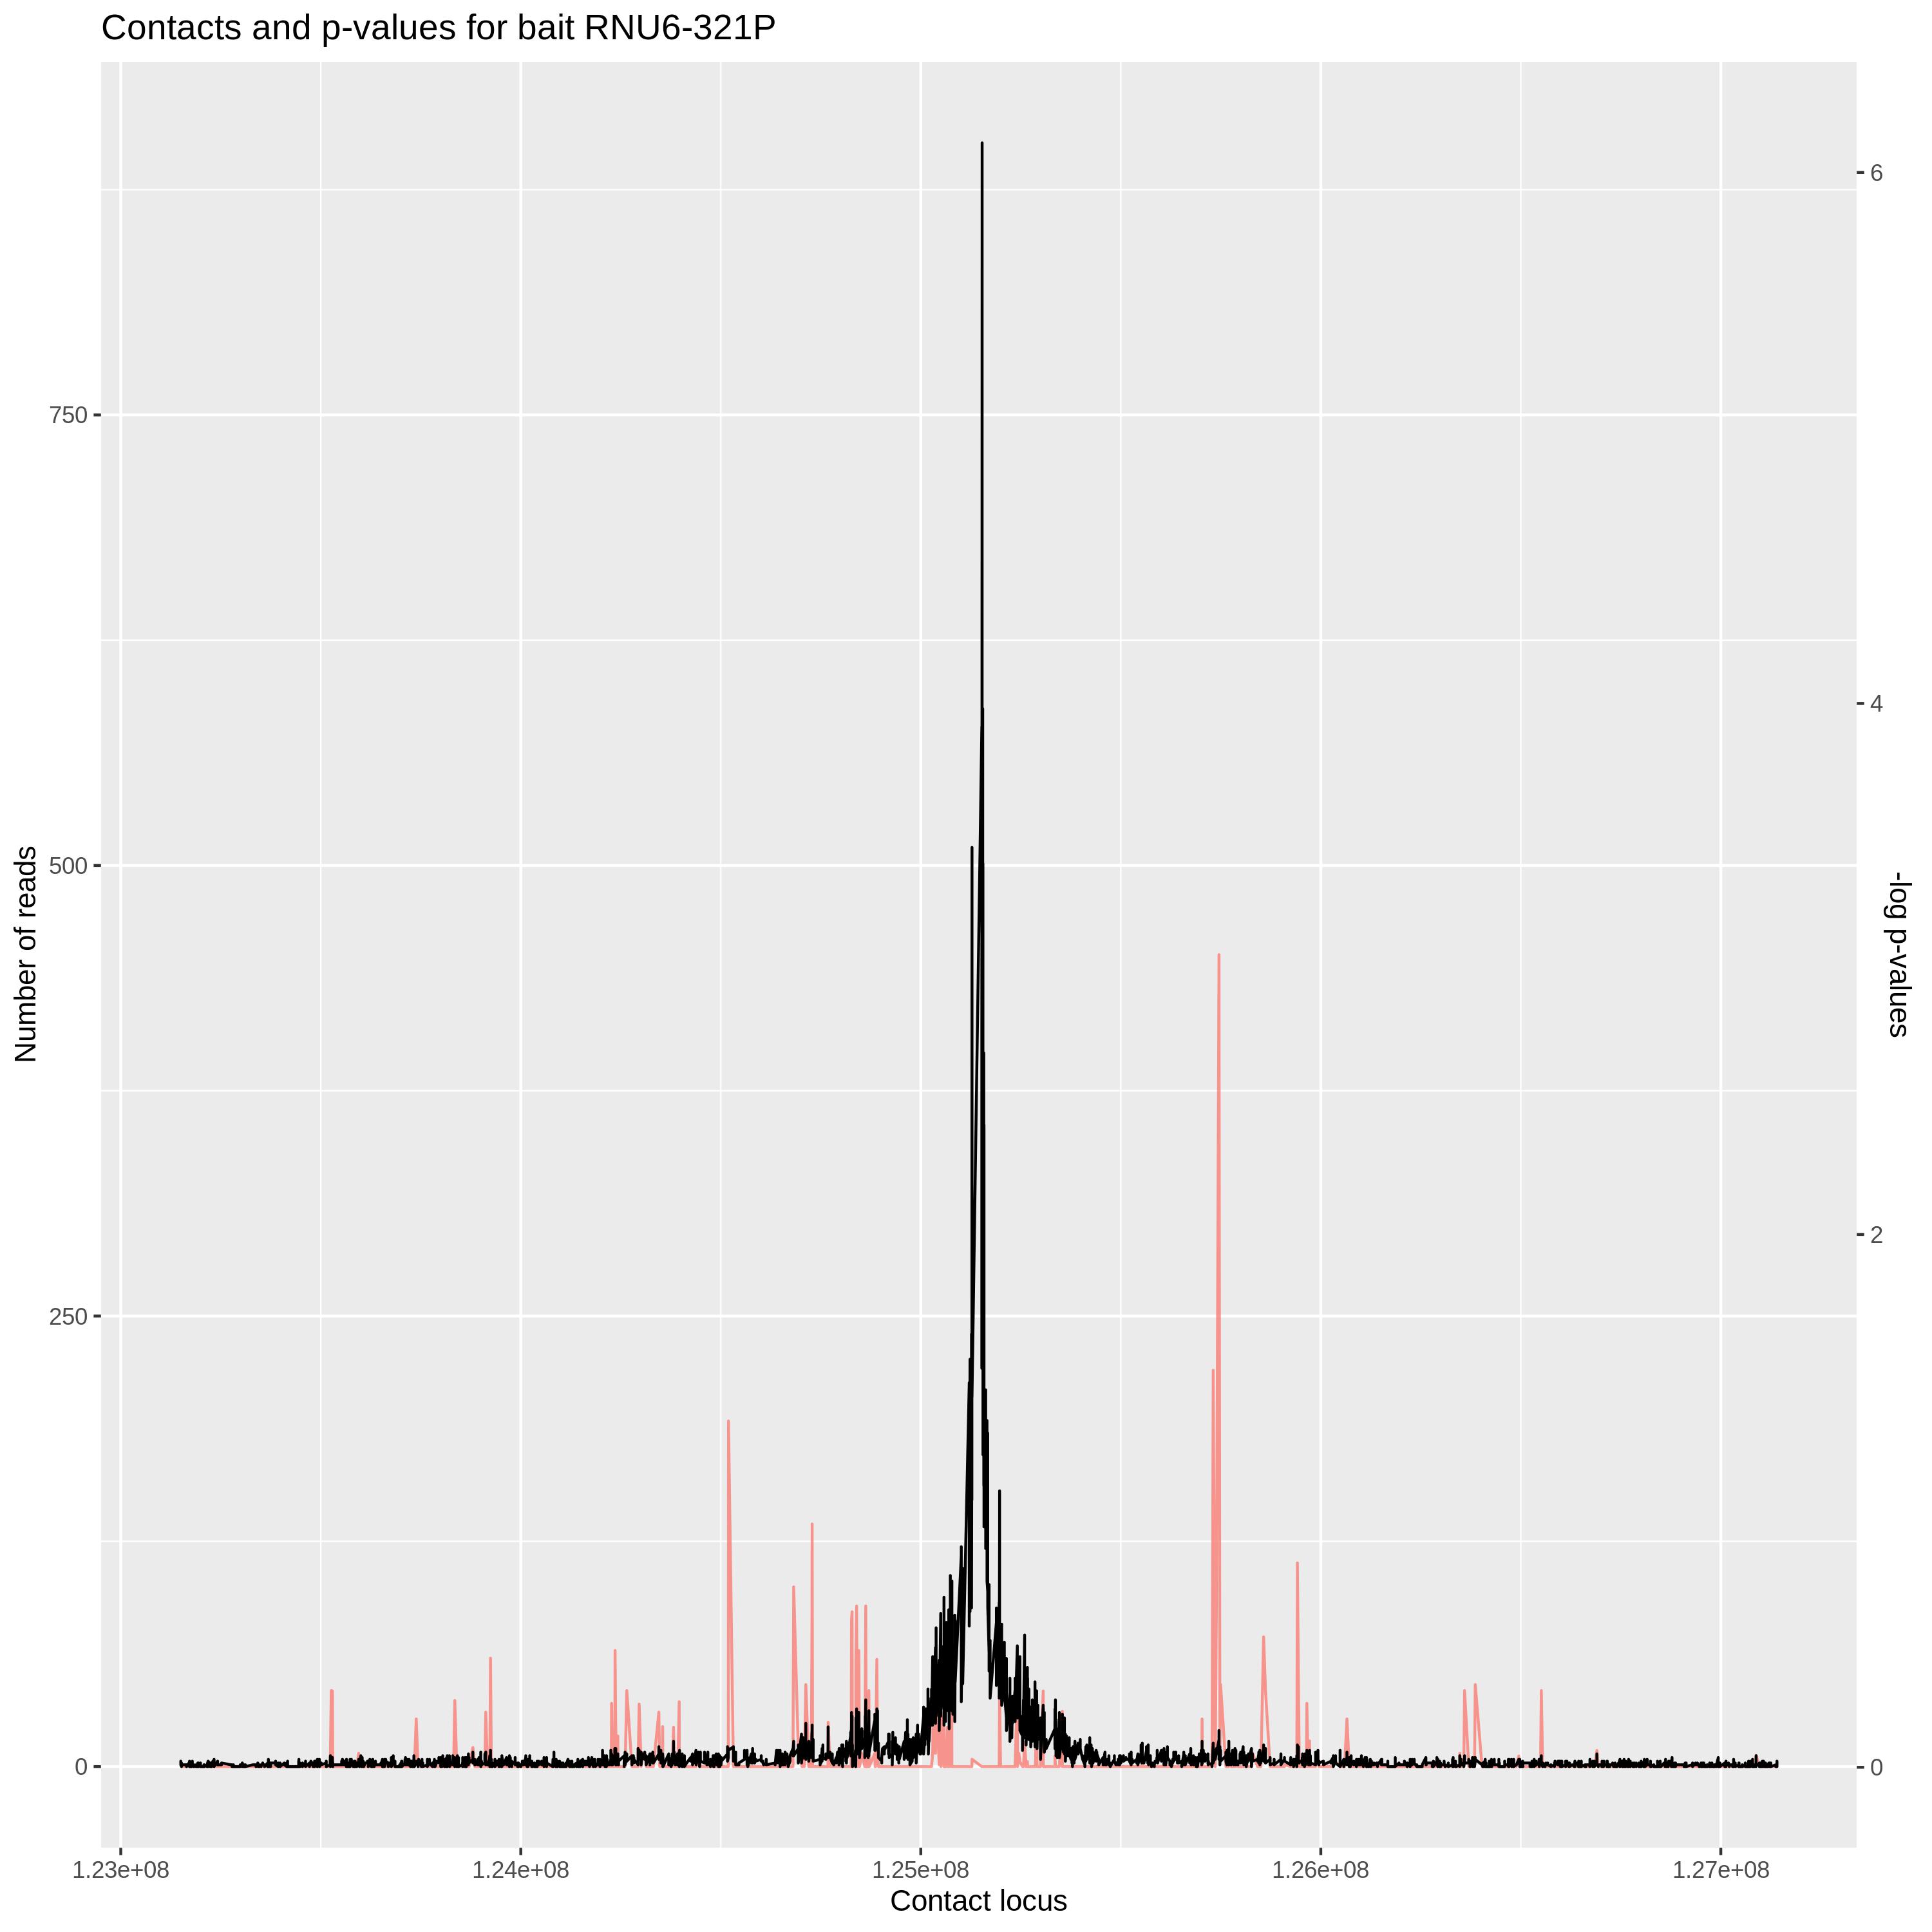 Contacts and p-values for bait RNU6-321P
6
750
4
500
Number of reads
-log p-values
2
250
0
0
1.23e+08 1.24e+08 1.25e+08 1.26e+08 1.27e+08
Contact locus